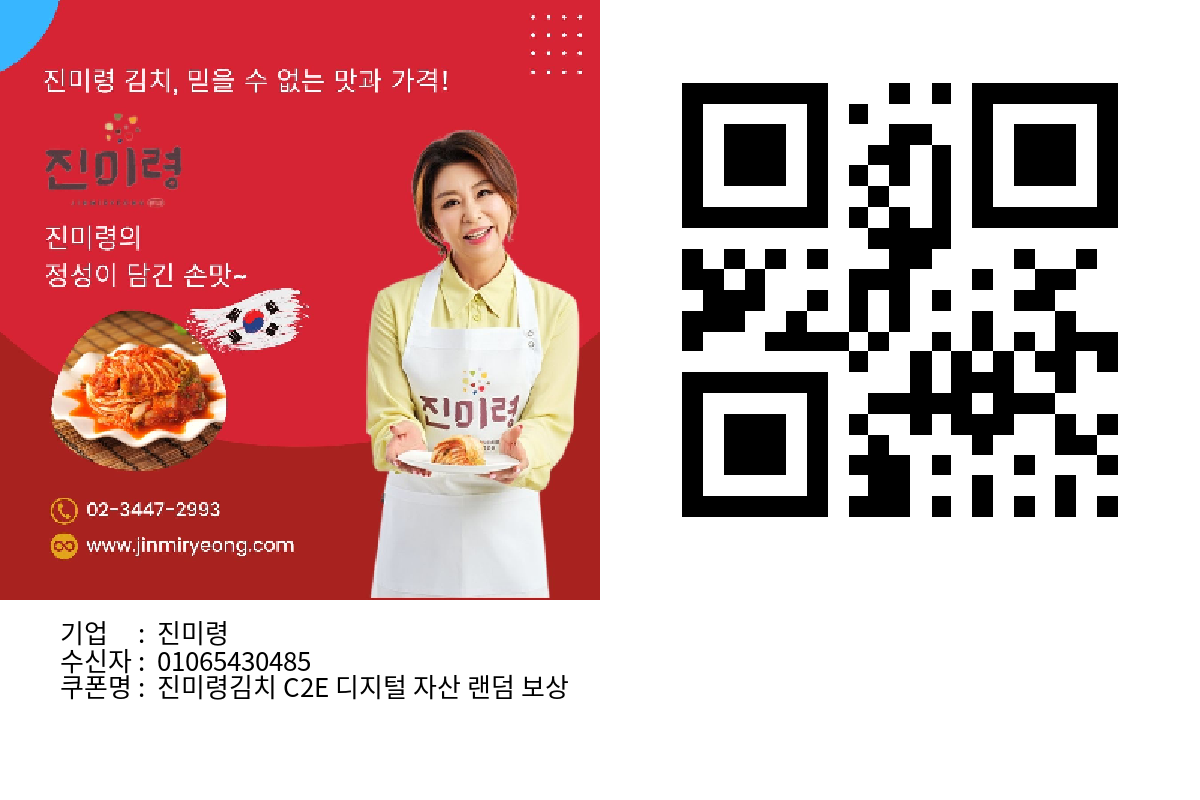 진미령 김치, 믿을 수 없는 맛과 가격!
진미령
진미령의
정성이 담긴 손맛~
진미령
02-3447-2993
www.jinmiryeong.com
기업 : 진미령
수신자 : 01065430485
쿠폰명 : 진미령김치 C2E 디지털 자산 랜덤 보상